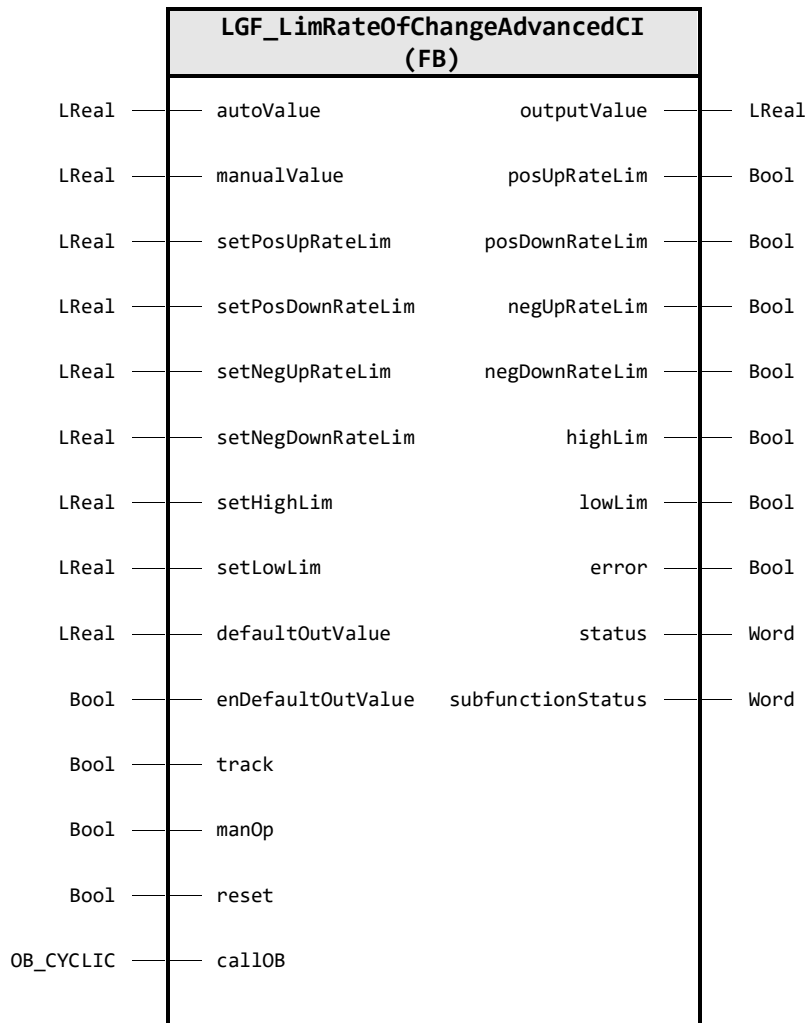 LGF_LimRateOfChangeAdvancedCI
(FB)
LReal autoValue outputValue LReal
LReal manualValue posUpRateLim Bool
LReal setPosUpRateLim posDownRateLim Bool
LReal setPosDownRateLim negUpRateLim Bool
LReal setNegUpRateLim negDownRateLim Bool
LReal setNegDownRateLim highLim Bool
LReal setHighLim lowLim Bool
LReal setLowLim error Bool
LReal defaultOutValue status Word
Bool enDefaultOutValue subfunctionStatus Word
Bool track
Bool manOp
Bool reset
OB_CYCLIC callOB